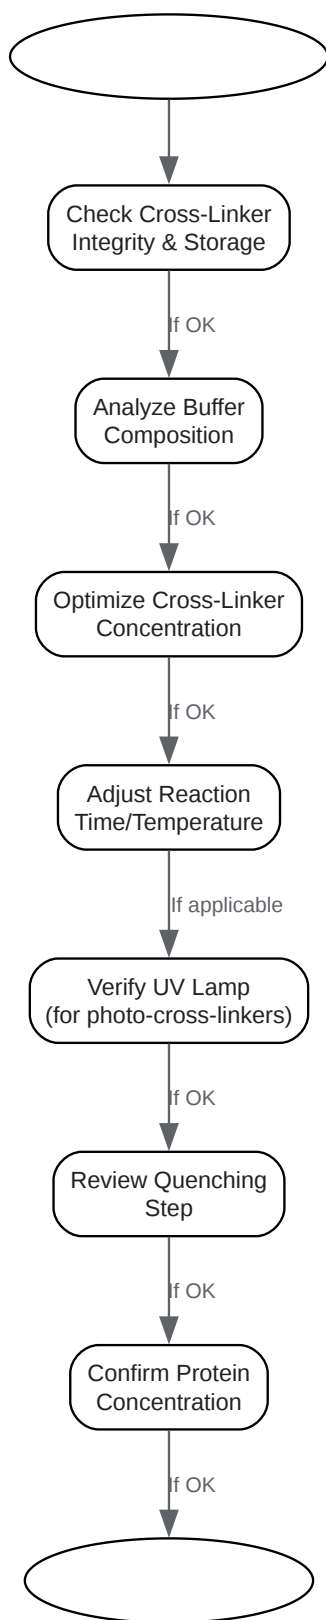 Check Cross-Linker
Integrity & Storage
If OK
Analyze Buffer
Composition
If OK
Optimize Cross-Linker
Concentration
If OK
Adjust Reaction
Time/Temperature
If applicable
Verify UV Lamp
(for photo-cross-linkers)
If OK
Review Quenching
Step
If OK
Confirm Protein
Concentration
If OK